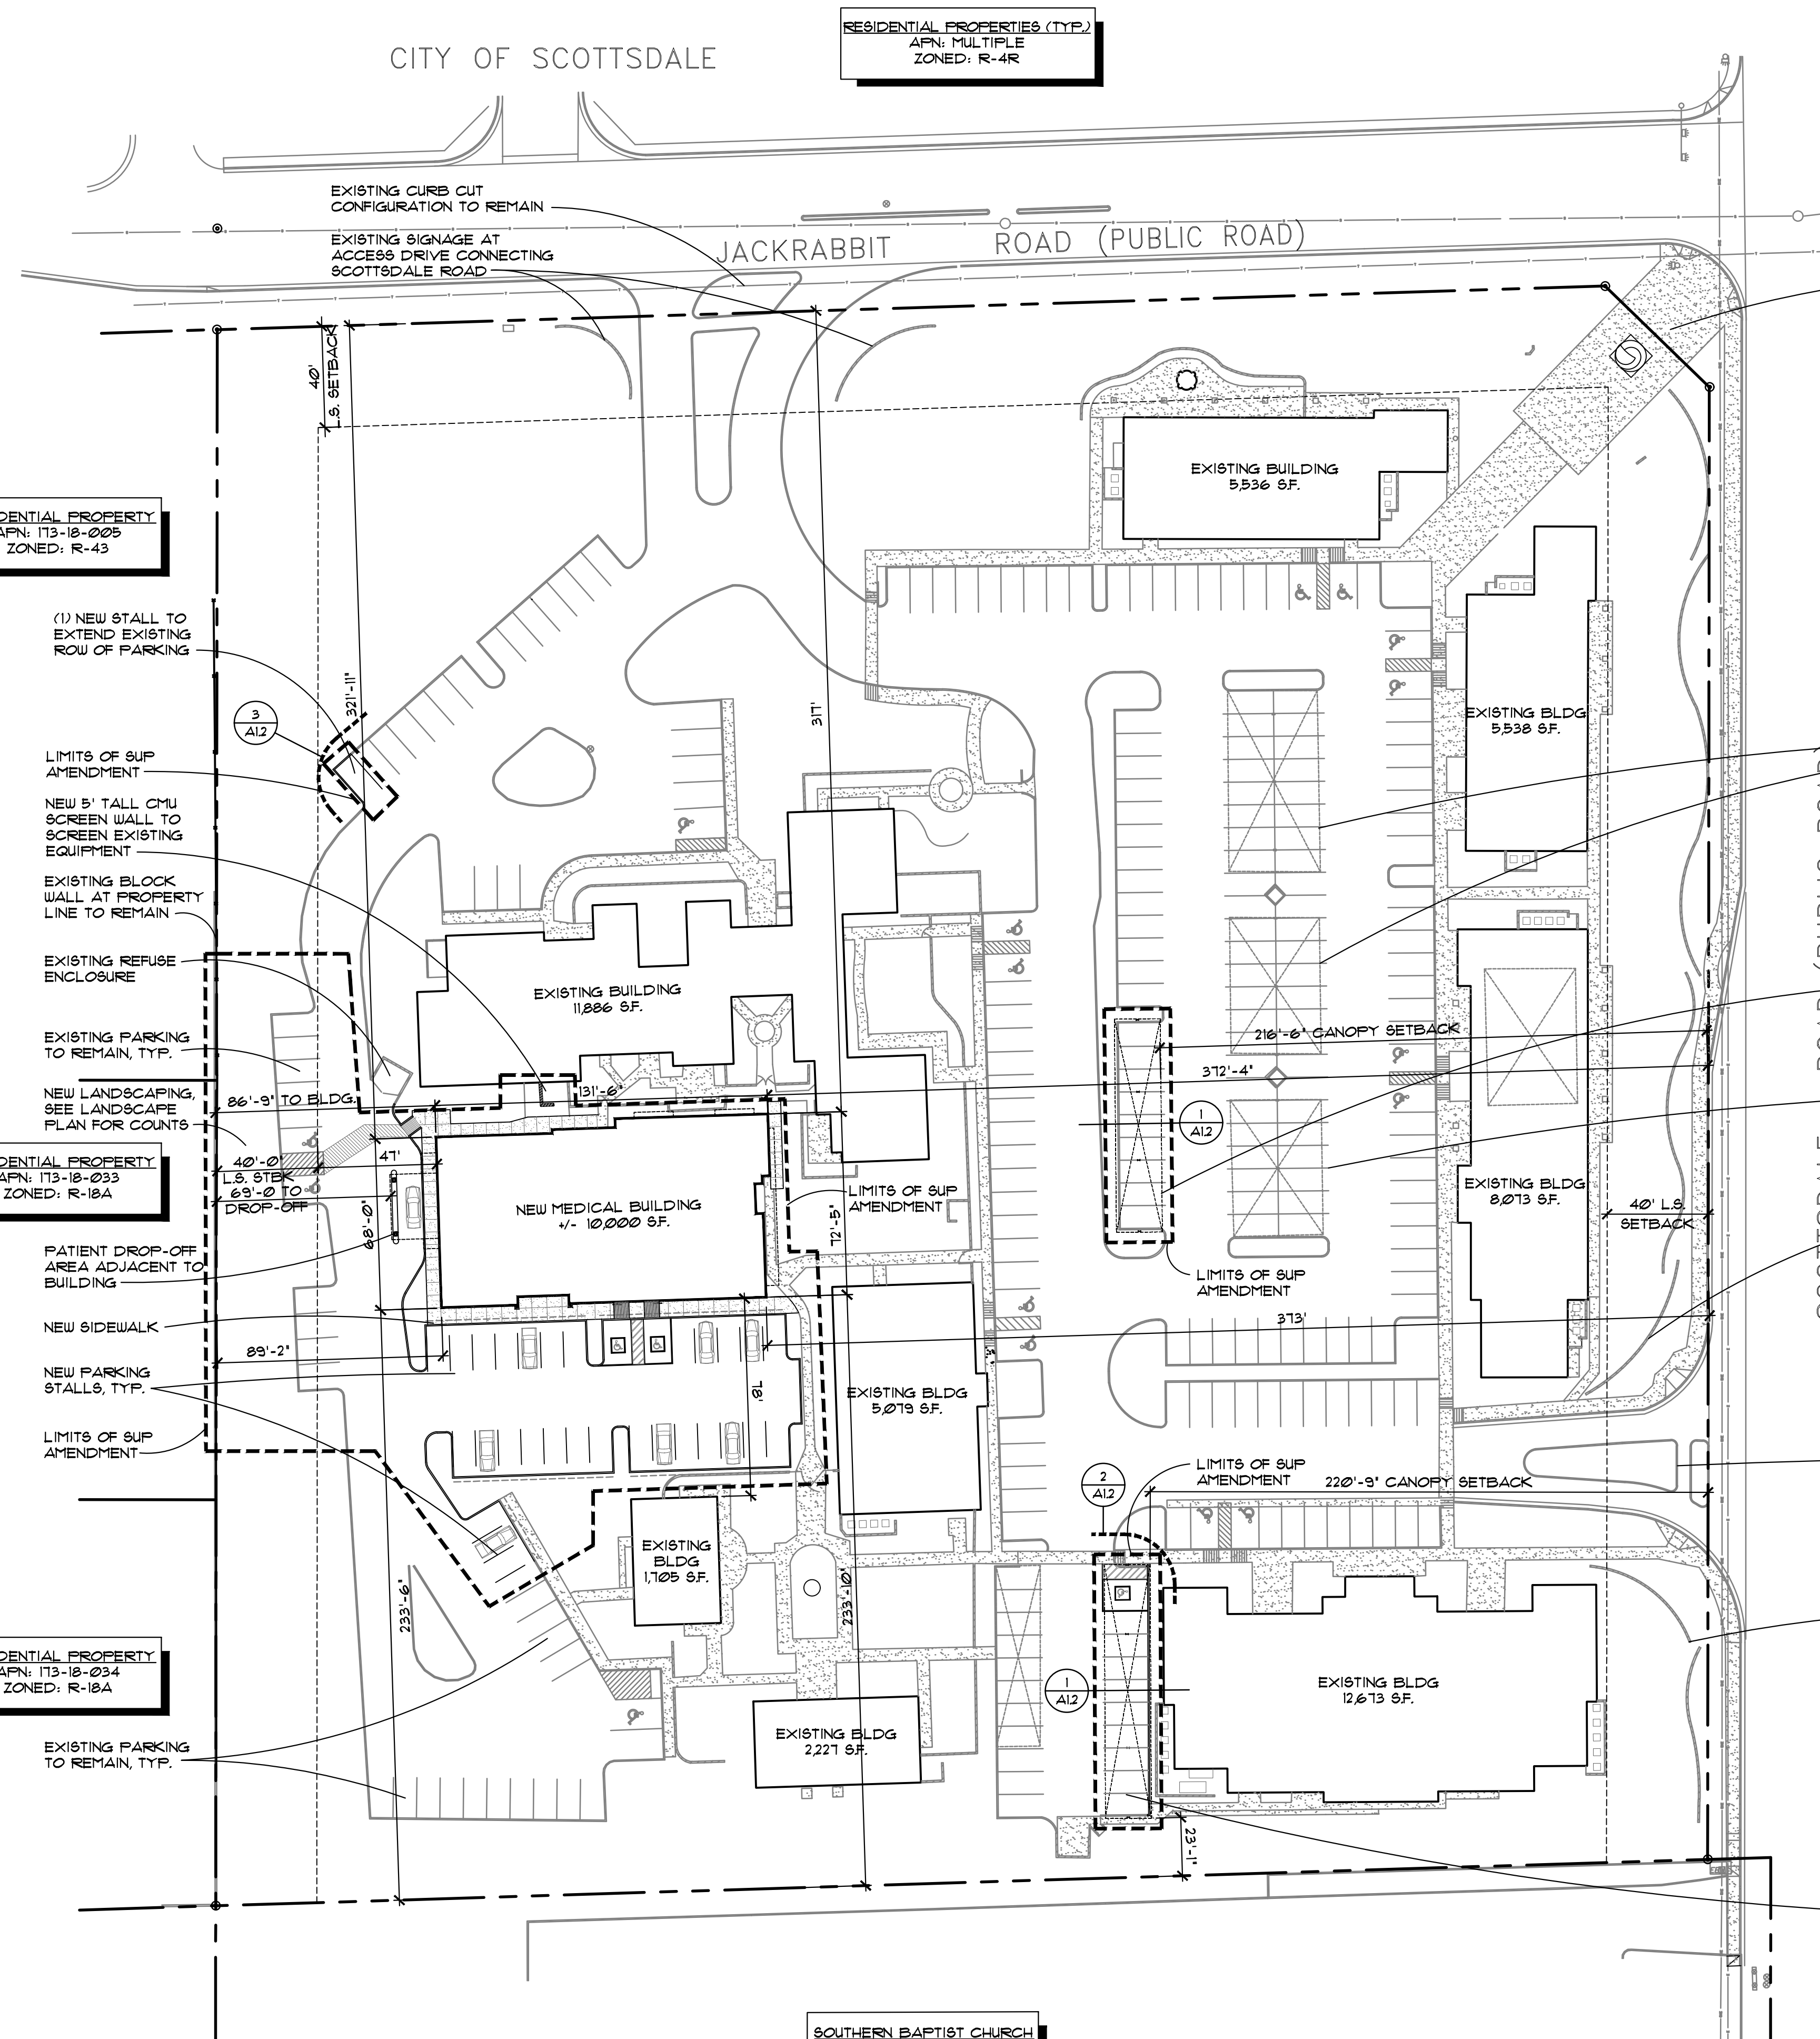 RESIDENTIAL PROPERTIES (TYP.)
APN: MULTIPLE
ZONED: R-4R
CITY OF SCOTTSDALE
EXISTING CURB CUT
CONFIGURATION TO REMAIN
EXISTING SIGNAGE AT
ACCESS DRIVE CONNECTING
SCOTTSDALE ROAD
JACKRABBIT ROAD (PUBLIC ROAD)
40'
L.S. SETBACK
EXISTING BUILDING
5,536 S.F.
DENTIAL PROPERTY
APN: 173-18-005
ZONED: R-43
(1) NEW STALL TO
EXTEND EXISTING
ROW OF PARKING
3
A1.2
321'-11"
317'
EXISTING BLDG
5,538 S.F.
LIMITS OF SUP
AMENDMENT
NEW 5' TALL CMU
SCREEN WALL TO
SCREEN EXISTING
EQUIPMENT
EXISTING BLOCK
WALL AT PROPERTY
LINE TO REMAIN
EXISTING REFUSE
ENCLOSURE
EXISTING BUILDING
11,886 S.F.
EXISTING PARKING
TO REMAIN, TYP.
216'-6" CANOPY SETBACK
372'-4"
NEW LANDSCAPING,
SEE LANDSCAPE
PLAN FOR COUNTS
86'-9" TO BLDG.
131'-6"
1
A1.2
DENTIAL PROPERTY
APN: 173-18-033
ZONED: R-18A
40'-0"
L.S. STBK
69'-0 TO
DROP-OFF
47'
68'-0"
NEW MEDICAL BUILDING
+/- 10,000 S.F.
LIMITS OF SUP
AMENDMENT
72'-5"
EXISTING BLDG
8,073 S.F.
40' L.S.
SETBACK
PATIENT DROP-OFF
AREA ADJACENT TO
BUILDING
LIMITS OF SUP
AMENDMENT
NEW SIDEWALK
373'
89'-2"
NEW PARKING
STALLS, TYP.
78'
EXISTING BLDG
5,079 S.F.
LIMITS OF SUP
AMENDMENT
2
A1.2
LIMITS OF SUP
AMENDMENT
220'-9" CANOPY SETBACK
EXISTING
BLDG
1,705 S.F.
233'-6"
233'-10"
DENTIAL PROPERTY
APN: 173-18-034
ZONED: R-18A
1
A1.2
EXISTING BLDG
12,673 S.F.
EXISTING BLDG
2,227 S.F.
EXISTING PARKING
TO REMAIN, TYP.
23'-1"
SOUTHERN BAPTIST CHURCH